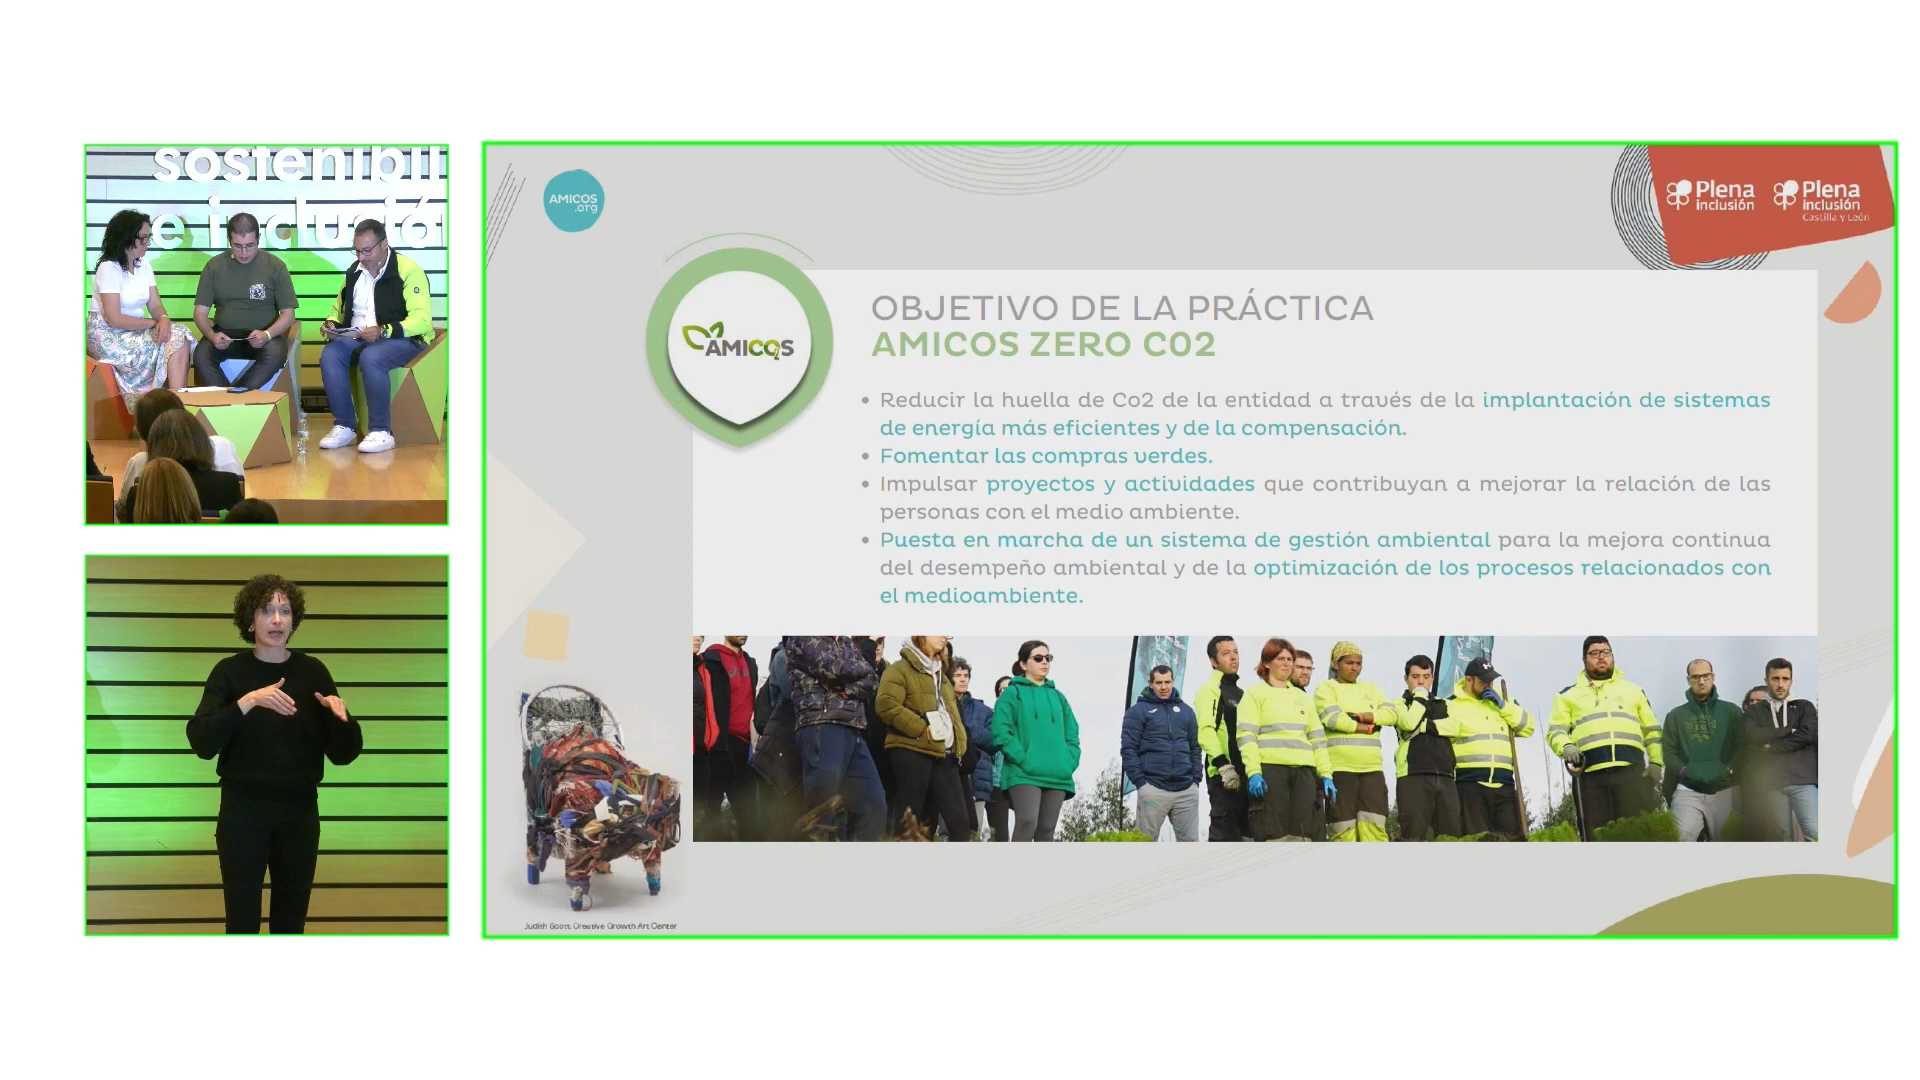 sostenibil
e inclusió
AMICOS
.org
Plena
inclusión
Plena
inclusión
Castilla y León
AMICO2S
OBJETIVO DE LA PRÁCTICA
AMICOS ZERO C02
• Reducir la huella de Co2 de la entidad a través de la implantación de sistemas
de energía más eficientes y de la compensación.
• Fomentar las compras verdes.
• Impulsar proyectos y actividades que contribuyan a mejorar la relación de las
personas con el medio ambiente.
• Puesta en marcha de un sistema de gestión ambiental para la mejora continua
del desempeño ambiental y de la optimización de los procesos relacionados con
el medioambiente.
Judith Scott. Creative Growth Art Center